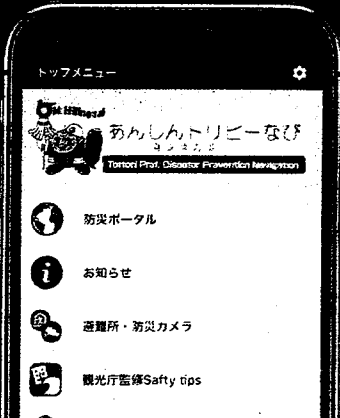 トップメニュー
あんしんトリピーなび
Tottori Pref. Disaster Prevention Navigation
防災ポータル
お知らせ
避難所・防災カメラ
観光庁監修Safty tips